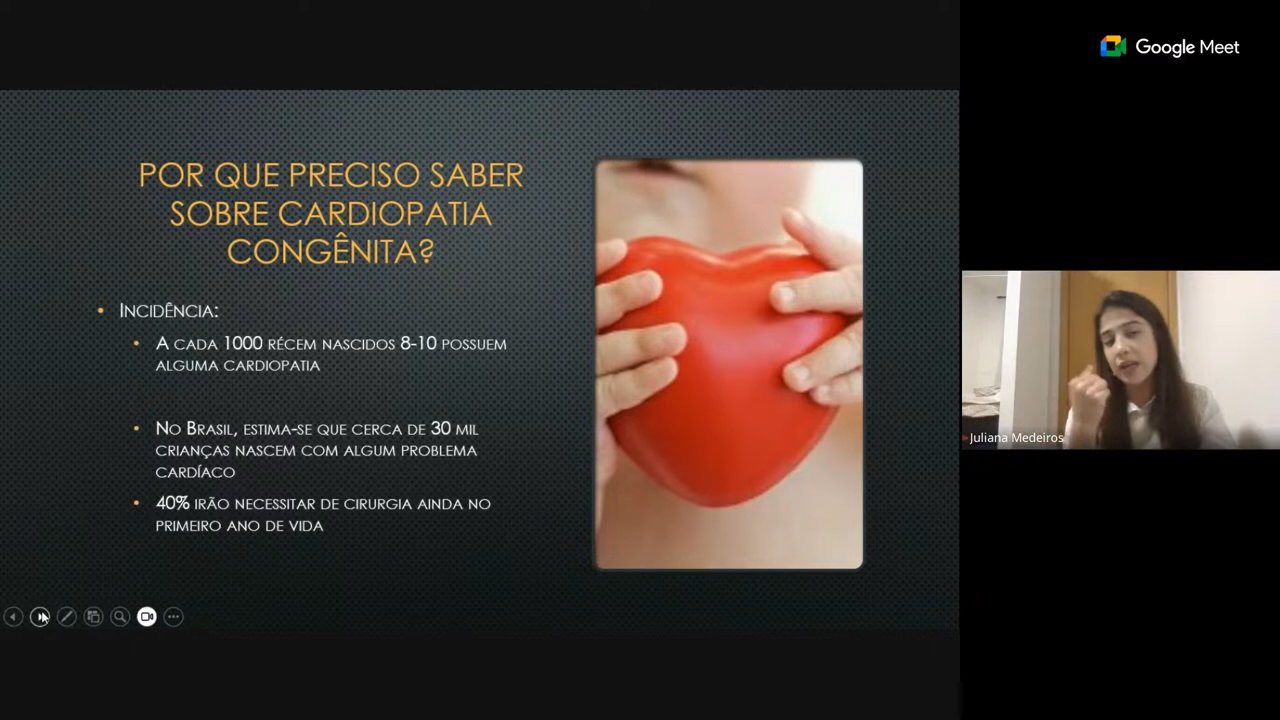 Google Meet
POR QUE PRECISO SABER
SOBRE CARDIOPATIA
CONGÊNITA?
• INCIDÊNCIA:
• A CADA 1000 RÉCEM NASCIDOS 8-10 POSSUEM
ALGUMA CARDIOPATIA
• NO BRASIL, ESTIMA-SE QUE CERCA DE 30 MIL
CRIANÇAS NASCEM COM ALGUM PROBLEMA
CARDÍACO
• 40% IRÃO NECESSITAR DE CIRURGIA AINDA NO
PRIMEIRO ANO DE VIDA
Juliana Medeiros